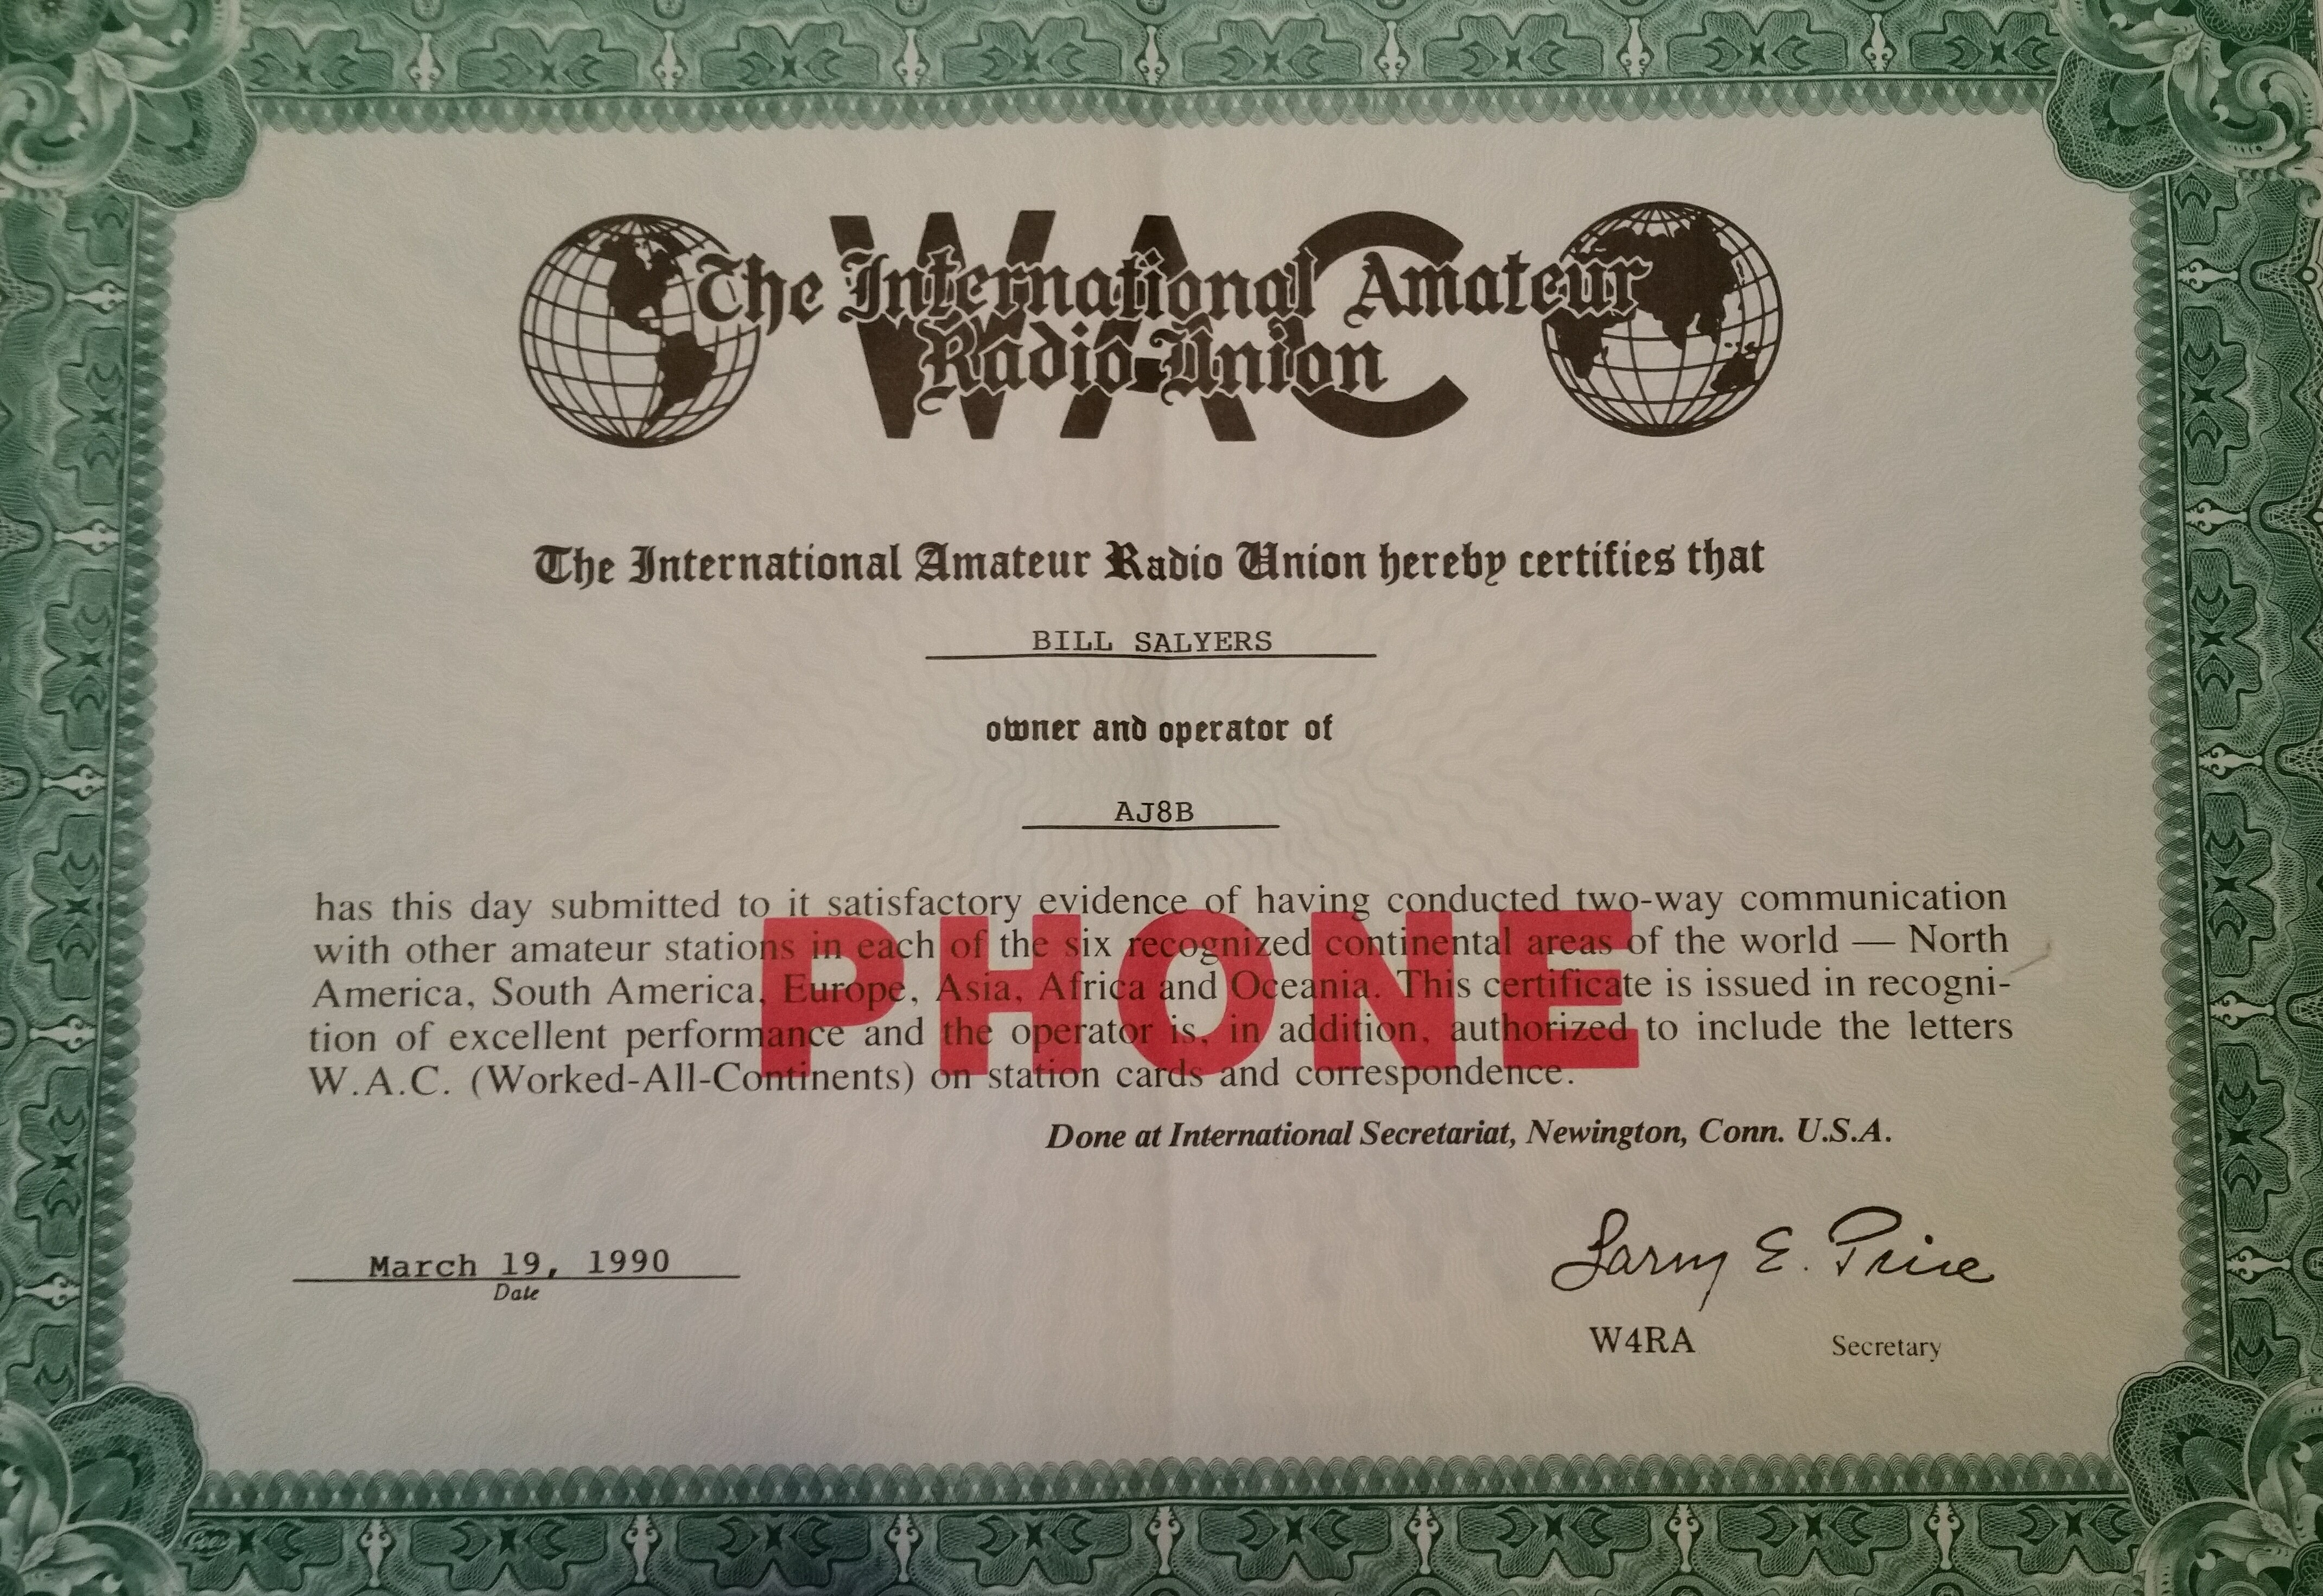 WAC
The International Amateur
Radio Union
The International Amateur Radio Union hereby certifies that
BILL SALYERS
owner and operator of
AJ8B
has this day submitted to it satisfactory evidence of having conducted two-way communication
with other amateur stations in each of the six recognized continental areas of the world — North
America, South America, Europe, Asia, Africa and Oceania. This certificate is issued in recogni-
tion of excellent performance and the operator is, in addition, authorized to include the letters
W.A.C. (Worked-All-Continents) on station cards and correspondence.
PHONE
Done at International Secretariat, Newington, Conn. U.S.A.
March 19, 1990
Date
Larry E. Price
W4RA Secretary